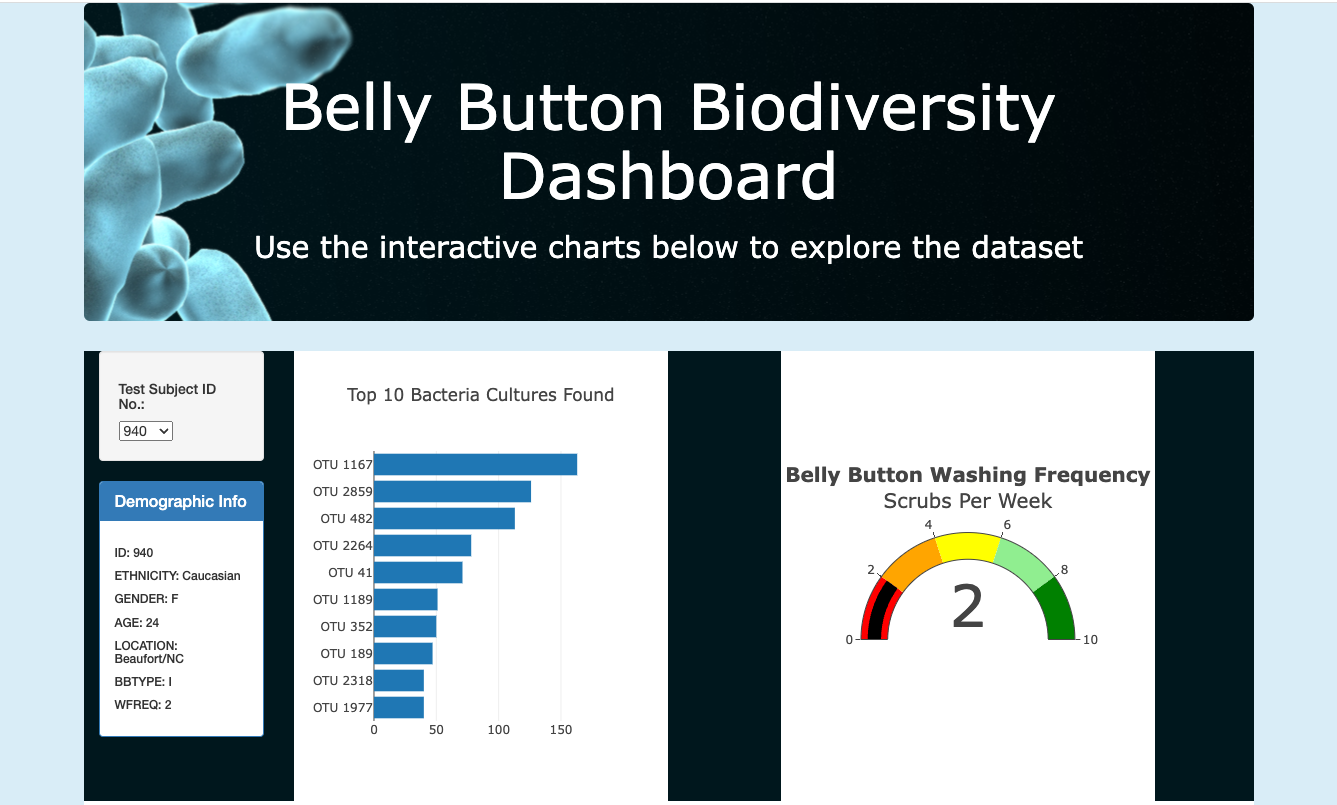 Belly Button Biodiversity
Dashboard
Use the interactive charts below to explore the dataset
Test Subject ID
No.:
940
Demographic Info
ID: 940
ETHNICITY: Caucasian
GENDER: F
AGE: 24
LOCATION:
Beaufort/NC
BBTYPE: I
WFREQ: 2
Top 10 Bacteria Cultures Found
OTU 1167
OTU 2859
OTU 482
OTU 2264
OTU 41
OTU 1189
OTU 352
OTU 189
OTU 2318
OTU 1977
0 50 100 150
Belly Button Washing Frequency
Scrubs Per Week
4 6
2 8
2
0 10